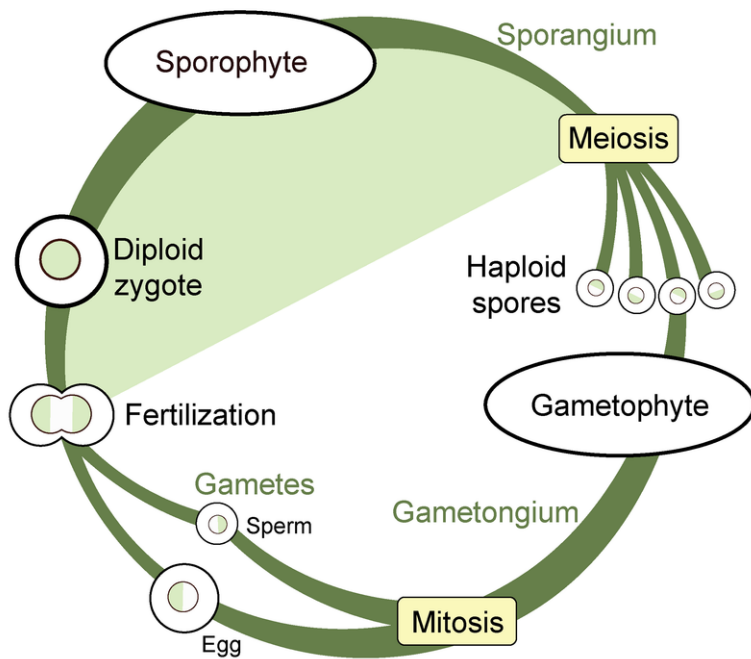 Sporangium
Sporophyte
Meiosis
Diploid
zygote
Haploid
spores
Gametophyte
Fertilization
Gametes
Sperm
Gametongium
Egg
Mitosis